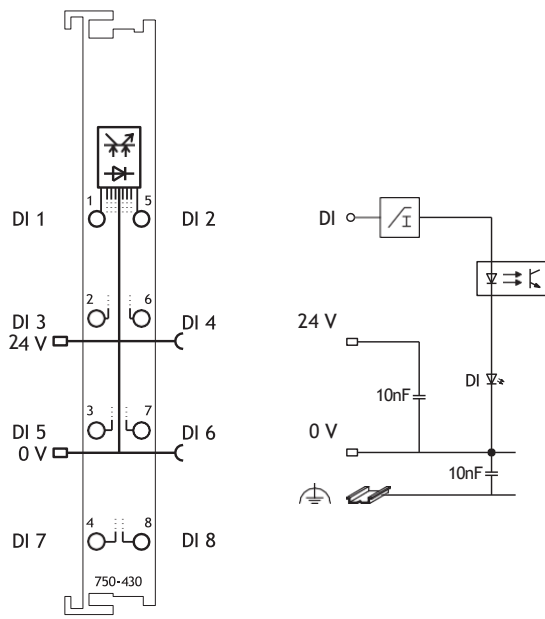 1 5
DI 1 DI 2
2 6
DI 3 DI 4
24 V
3 7
DI 5 DI 6
0 V
4 8
DI 7 DI 8
750-430
DI
I
24 V
DI
10nF
0 V
10nF